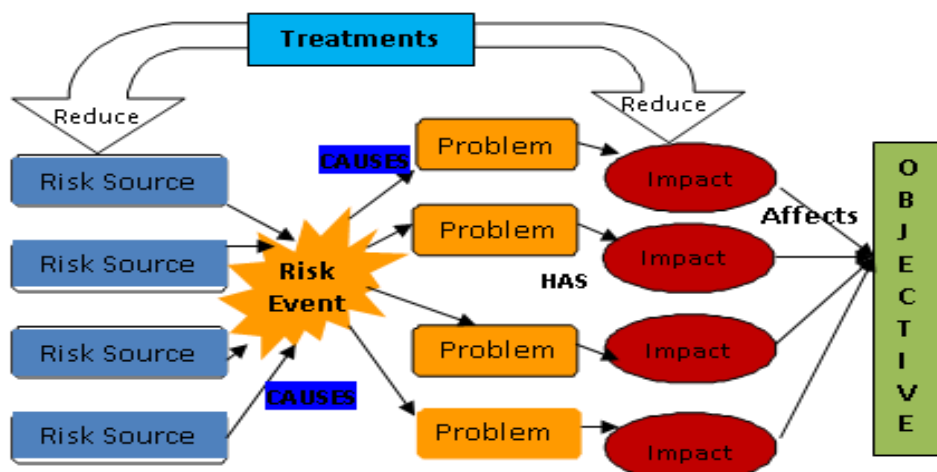 Treatments
Reduce
Reduce
CAUSES
Problem
Impact
Risk Source
Problem
Affects
Risk Source
Risk
Event
HAS
Impact
Risk Source
Problem
Impact
CAUSES
Risk Source
Problem
Impact
O
B
J
E
C
T
I
V
E